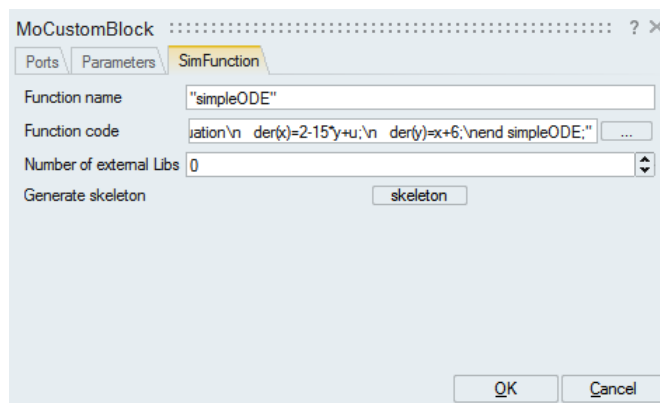 MoCustomBlock ? ×
Ports Parameters SimFunction
Function name "simpleODE"
Function code uation\n der(x)=2-15*y+u;\n der(y)=x+6;\nend simpleODE;" ...
Number of external Libs 0
Generate skeleton skeleton
OK Cancel